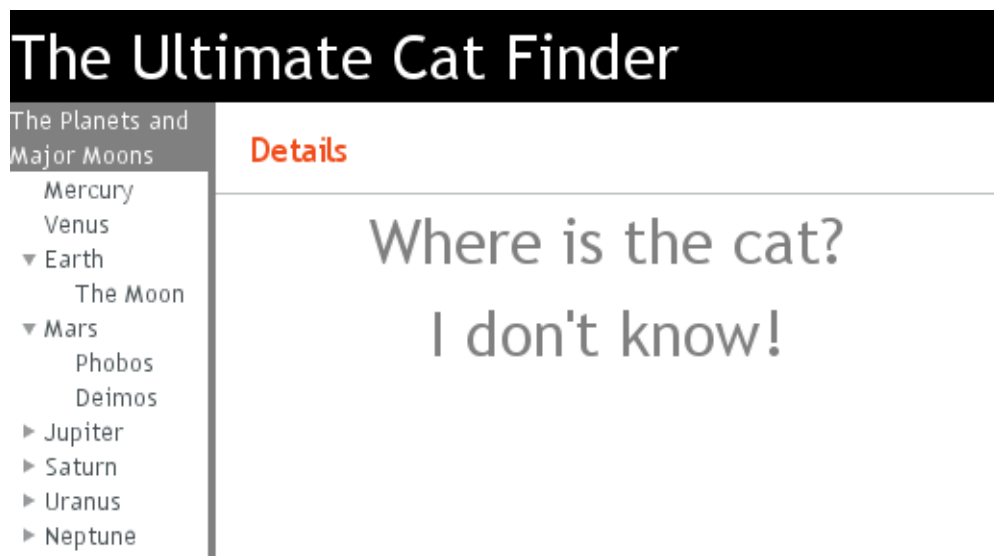 The Ultimate Cat Finder
The Planets and
Major Moons
Mercury
Venus
Earth
The Moon
Mars
Phobos
Deimos
Jupiter
Saturn
Uranus
Neptune
Details
Where is the cat?
I don't know!